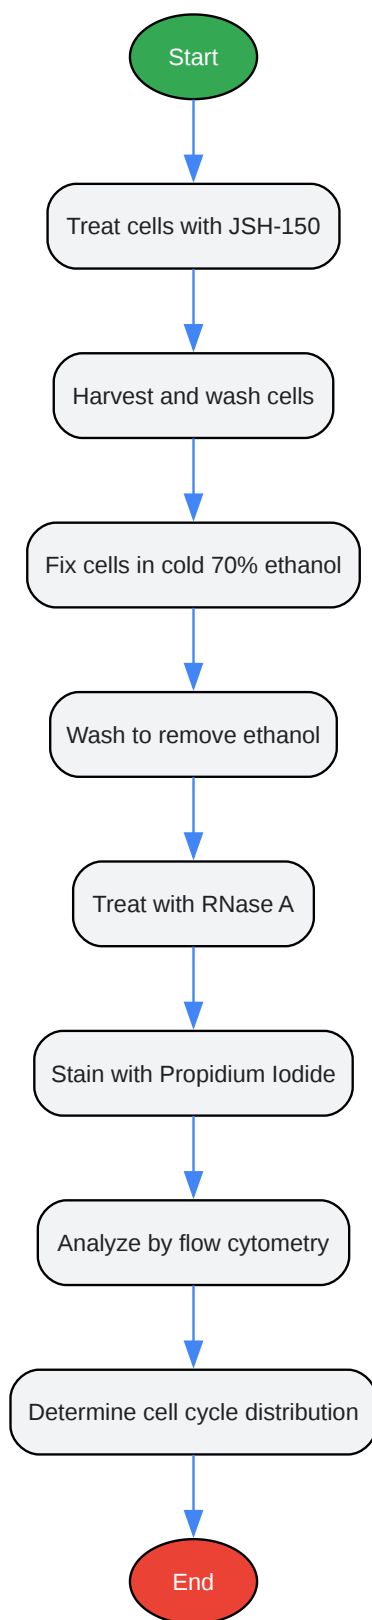 Start
Treat cells with JSH-150
Harvest and wash cells
Fix cells in cold 70% ethanol
Wash to remove ethanol
Treat with RNase A
Stain with Propidium Iodide
Analyze by flow cytometry
Determine cell cycle distribution
End